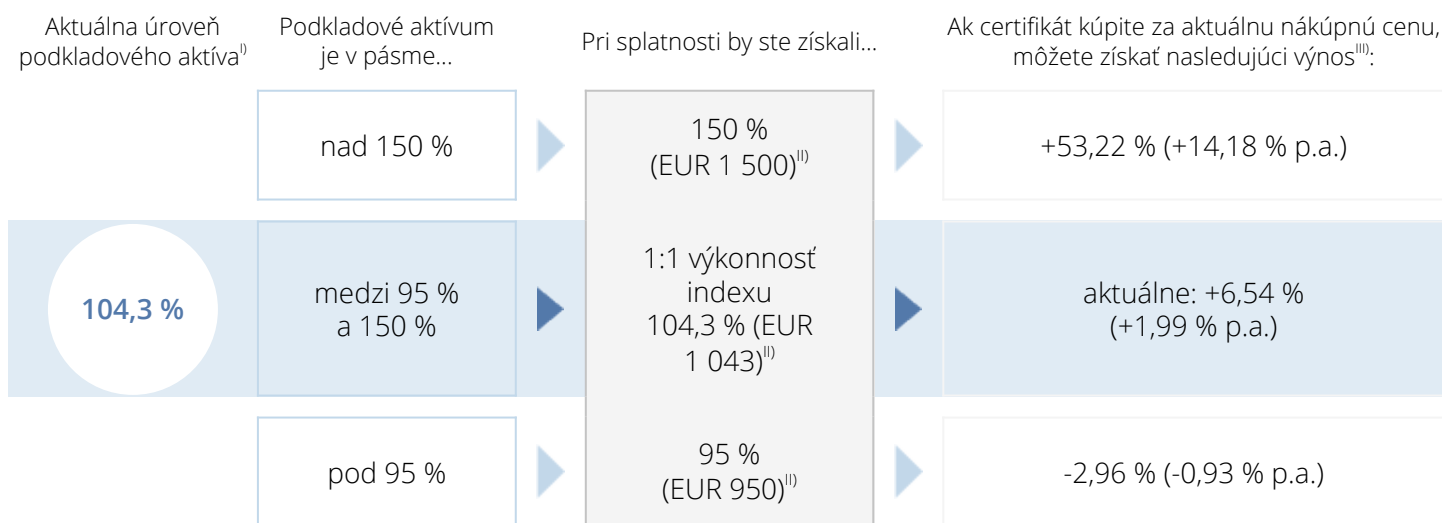 Aktuálna úroveň
podkladového aktíva I)
Podkladové aktívum
je v pásme...
Pri splatnosti by ste získali...
Ak certifikát kúpite za aktuálnu nákúpnú cenu,
môžete získať nasledujúci výnos III):
nad 150 %
150 %
(EUR 1 500) II)
+53,22 % (+14,18 % p.a.)
104,3 %
medzi 95 %
a 150 %
1:1 výkonnosť
indexu
104,3 % (EUR
1 043) II)
aktuálne: +6,54 %
(+1,99 % p.a.)
pod 95 %
95 %
(EUR 950) II)
-2,96 % (-0,93 % p.a.)